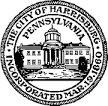 THE CITY OF HARRISBURG
PENNSYLVANIA
INCORPORATED MAR. 19, 1860